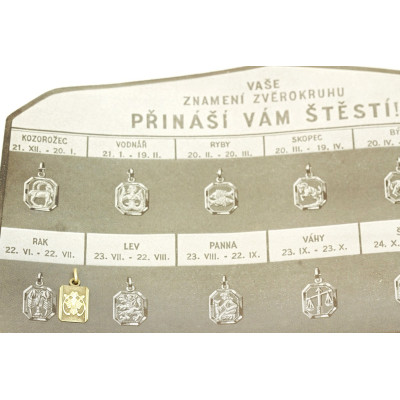 VAŠE
ZNAMENÍ ZVĚROKRUHU
PŘINÁŠÍ VÁM ŠTĚSTÍ!
KOZOROŽEC VODNÁŘ RYBY SKOPEC
21. XII. - 20. I. 21. I. - 19. II. 20. II. - 20. III. 20. III. - 19. IV. 20. IV.
RAK LEV PANNA VÁHY
22. VI. - 22. VII. 23. VII. - 22. VIII. 23. VIII. - 22. IX. 23. IX. - 23. X. 24. X.